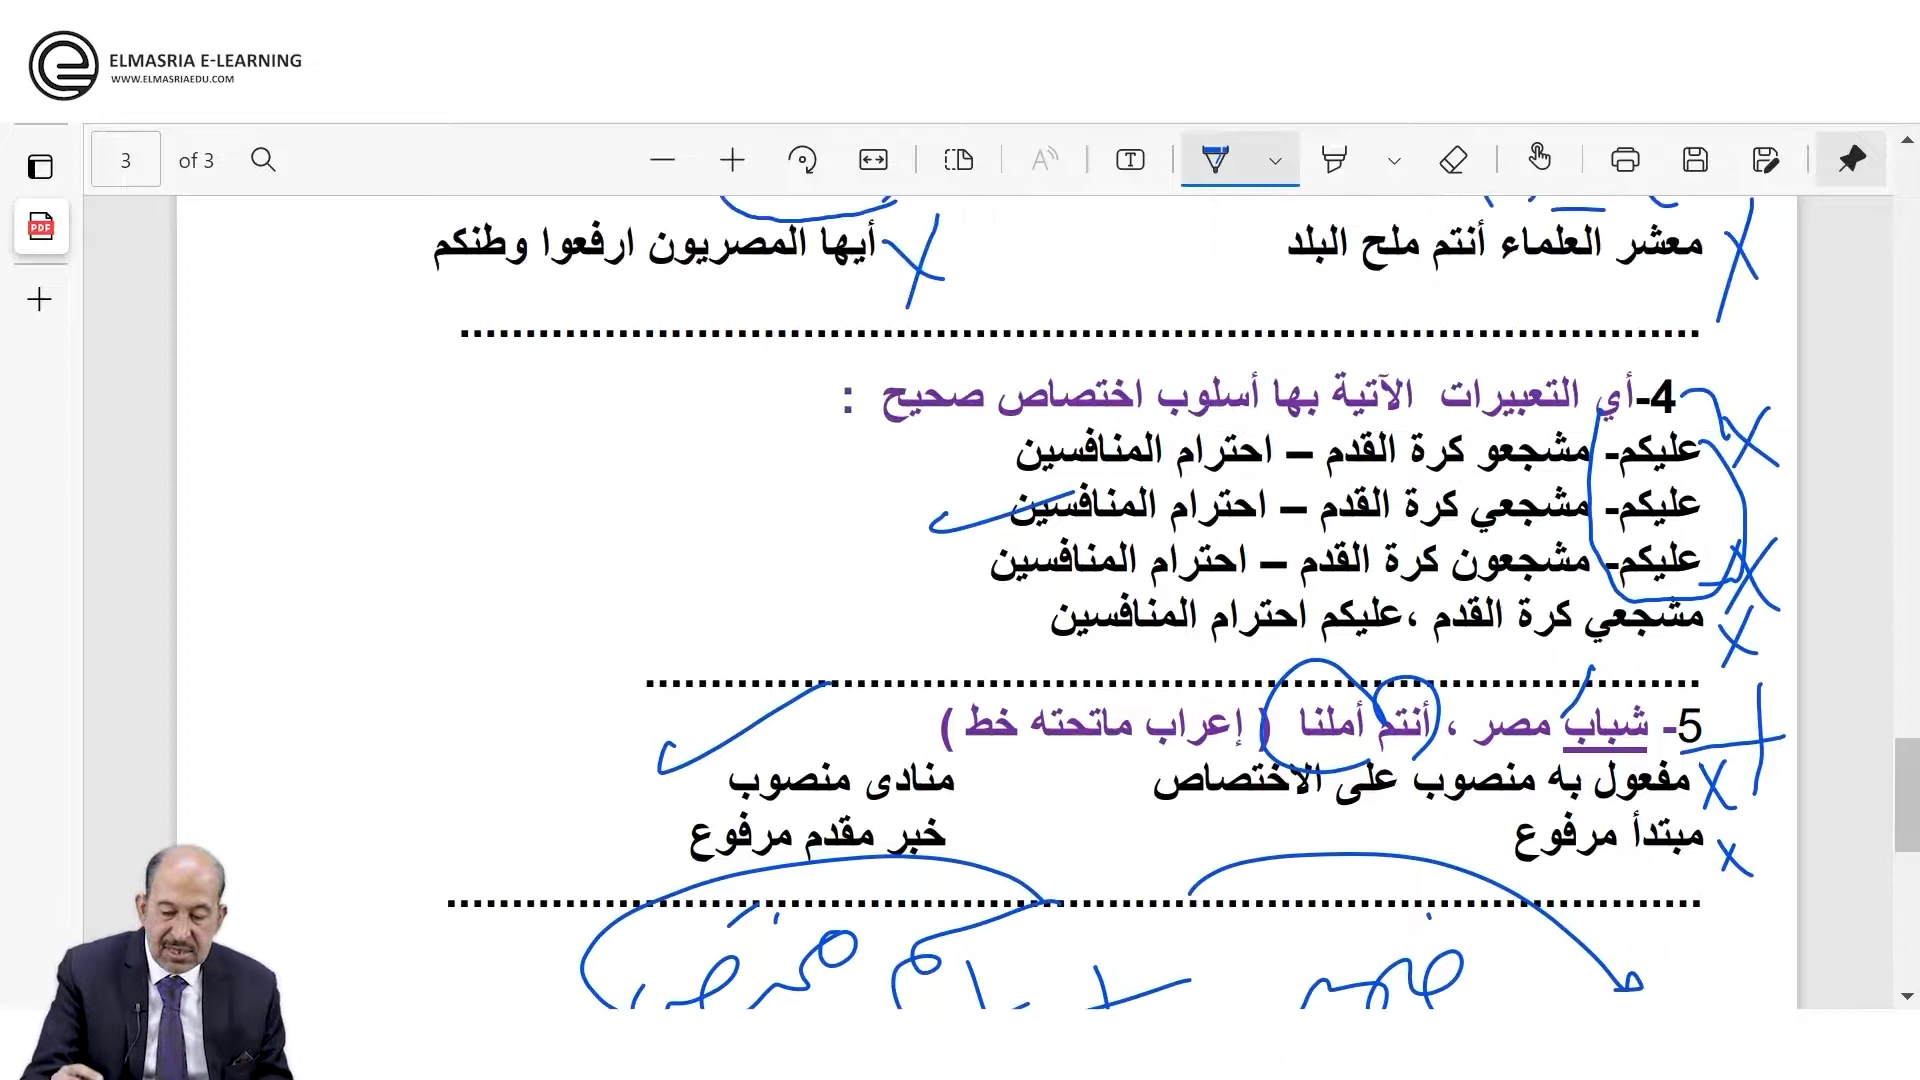 ELMASRIA E-LEARNING
WWW.ELMASRIAEDU.COM
3 of 3
معشر العلماء أنتم ملح البلد أيها المصريون ارفعوا وطنكم
4-أي التعبيرات الآتية بها أسلوب اختصاص صحيح :
عليكم- مشجعو كرة القدم – احترام المنافسين
عليكم- مشجعي كرة القدم – احترام المنافسين
عليكم- مشجعون كرة القدم – احترام المنافسين
مشجعي كرة القدم ،عليكم احترام المنافسين
5- شباب مصر ، أنتم أملنا ( إعراب ماتحته خط )
مفعول به منصوب على الاختصاص منادى منصوب
مبتدأ مرفوع خبر مقدم مرفوع